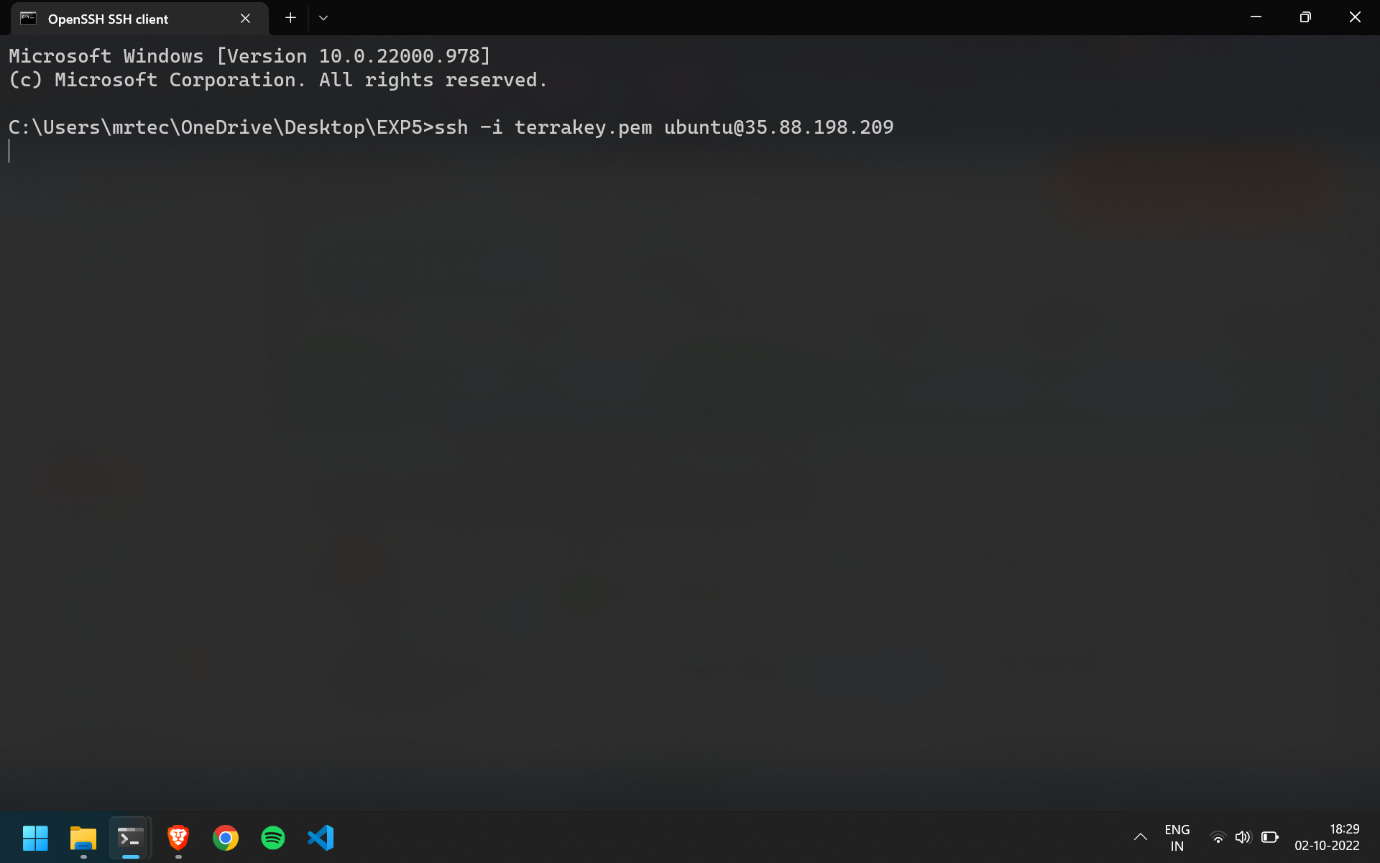 OpenSSH SSH client
Microsoft Windows [Version 10.0.22000.978]
(c) Microsoft Corporation. All rights reserved.
C:\Users\mrtec\OneDrive\Desktop\EXP5>ssh -i terrakey.pem ubuntu@35.88.198.209
ENG
IN
18:29
02-10-2022